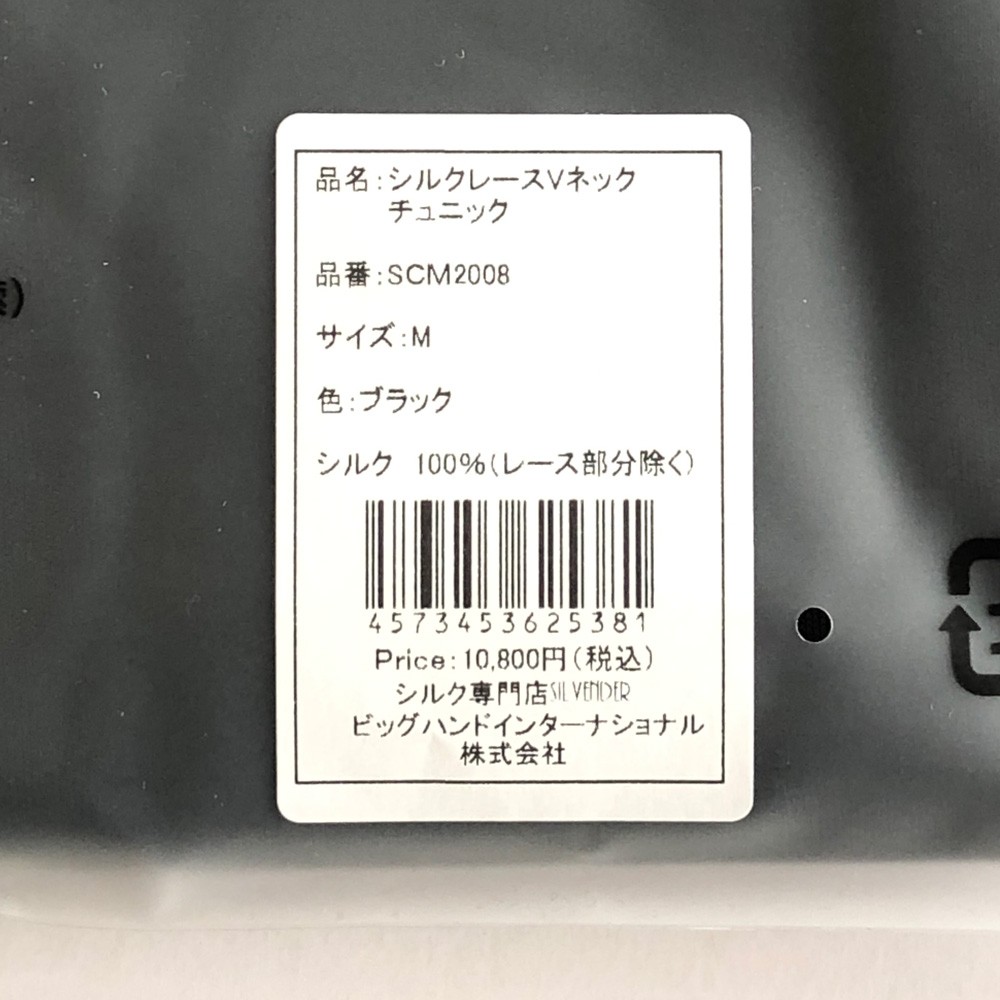 品名:シルクレースVネック
チュニック
品番:SCM2008
サイズ:M
色:ブラック
シルク 100%(レース部分除く)
4573453625381
Price:10,800円(税込)
シルク専門店SILVENDER
ビッグハンドインターナショナル
株式会社